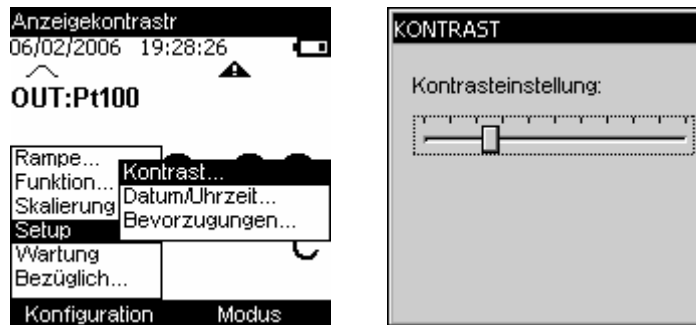 Anzeigekontrastr
06/02/2006 19:28:26
OUT:Pt100
Rampe...
Funktion...
Skalierung
Setup
Wartung
Bezüglich...
Kontrast...
Datum/Uhrzeit...
Bevorzugungen...
Konfiguration Modus
KONTRAST
Kontrasteinstellung: